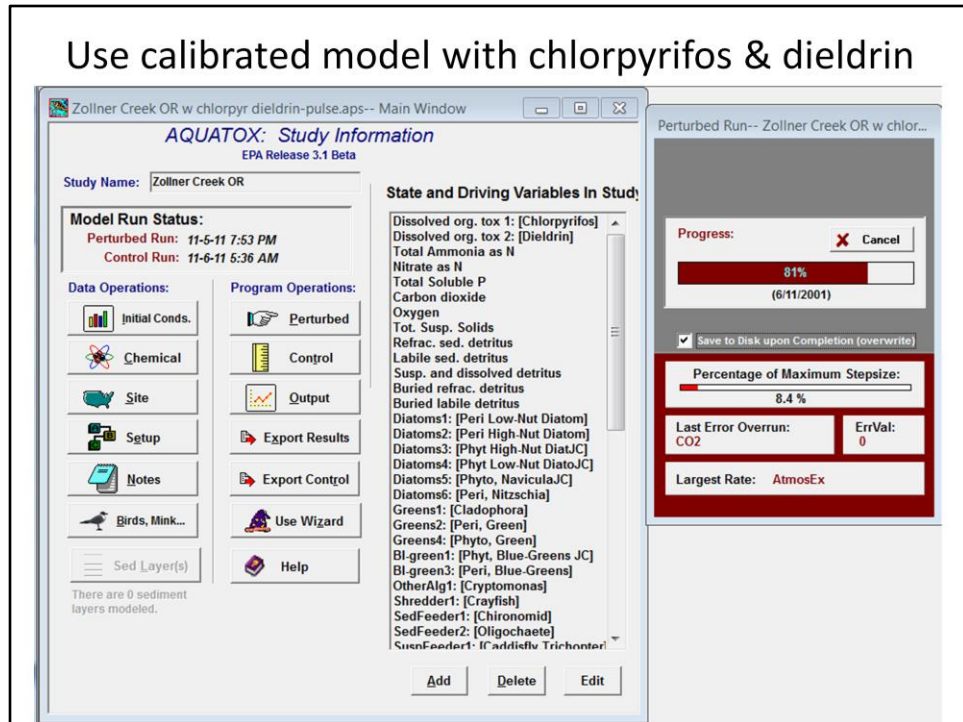 Use calibrated model with chlorpyrifos & dieldrin
Zollner Creek OR w chlorpyr dieldrin-pulse.aps-- Main Window
AQUATOX: Study Information
EPA Release 3.1 Beta
Study Name: Zollner Creek OR
Model Run Status:
Perturbed Run: 11-5-11 7:53 PM
Control Run: 11-6-11 5:36 AM
Data Operations:
Program Operations:
Initial Conds.
Perturbed
Chemical
Control
Site
Output
Setup
Export Results
Notes
Export Control
Birds, Mink...
Use Wizard
Sed Layer(s)
Help
There are 0 sediment
layers modeled.
State and Driving Variables In Study
Dissolved org. tox 1: [Chlorpyrifos]
Dissolved org. tox 2: [Dieldrin]
Total Ammonia as N
Nitrate as N
Total Soluble P
Carbon dioxide
Oxygen
Tot. Susp. Solids
Refrac. sed. detritus
Labile sed. detritus
Susp. and dissolved detritus
Buried refrac. detritus
Buried labile detritus
Diatoms1: [Peri Low-Nut Diatom]
Diatoms2: [Peri High-Nut Diatom]
Diatoms3: [Phyt High-Nut DiatJC]
Diatoms4: [Phyt Low-Nut DiatoJC]
Diatoms5: [Phyto, NaviculaJC]
Diatoms6: [Peri, Nitzschia]
Greens1: [Cladophora]
Greens2: [Peri, Green]
Greens4: [Phyto, Green]
Bl-green1: [Phyt, Blue-Greens JC]
Bl-green3: [Peri, Blue-Greens]
OtherAlg1: [Cryptomonas]
Shredder1: [Crayfish]
SedFeeder1: [Chironomid]
SedFeeder2: [Oligochaete]
SuspFeeder1: [Caddisfly Trichopter]
Add
Delete
Edit
Perturbed Run-- Zollner Creek OR w chlor...
Progress:
Cancel
81%
(6/11/2001)
Save to Disk upon Completion (overwrite)
Percentage of Maximum Stepsize:
8.4 %
Last Error Overrun:
CO2
ErrVal:
0
Largest Rate: AtmosEx